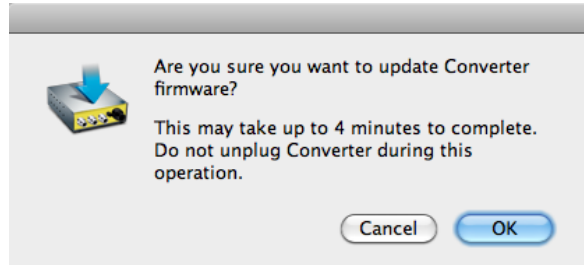 Are you sure you want to update Converter
firmware?
This may take up to 4 minutes to complete.
Do not unplug Converter during this
operation.
Cancel
OK